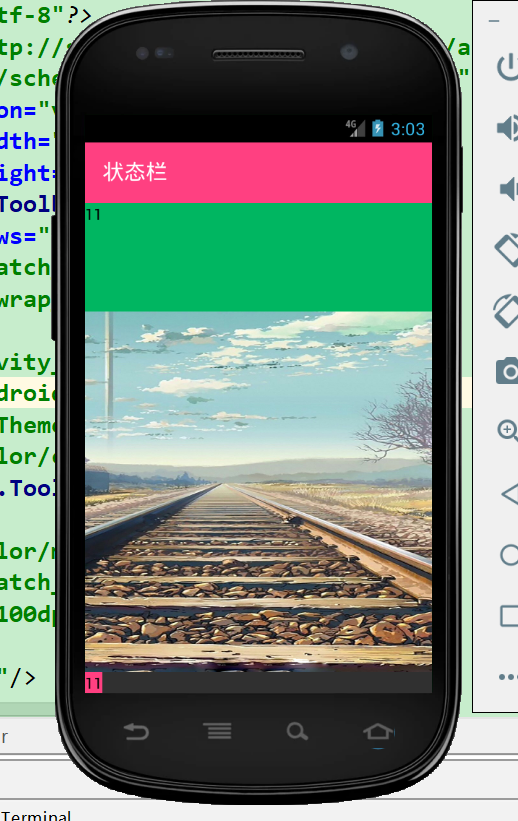 tf-8"?>
4G 3:03
状态栏
11
11
tp://
/sche
on="
dth=
ight=
Tool
ws="
atch
wrap
vity_
droid
Theme
lor/
.Tool
lor/
atch_
100dp
"/>
r
Terminal